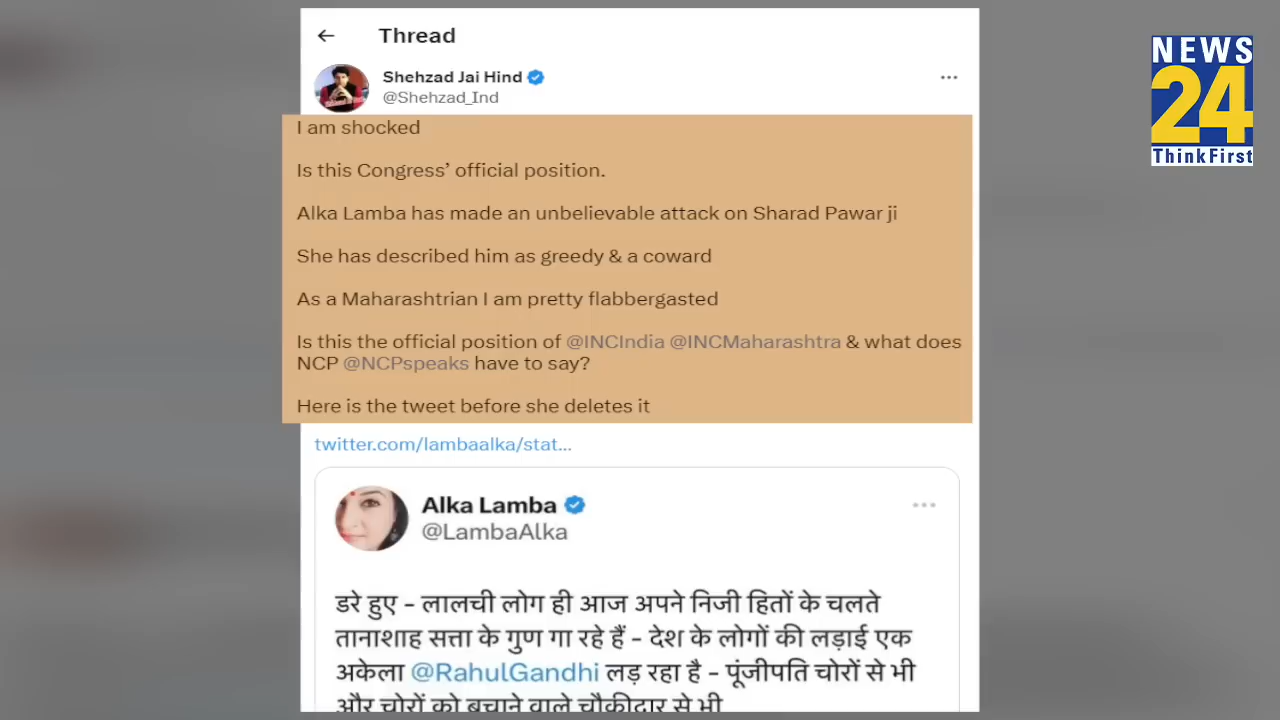 Thread
NEWS
24
ThinkFirst
Shehzad Jai Hind
@Shehzad_Ind
I am shocked
Is this Congress’ official position.
Alka Lamba has made an unbelievable attack on Sharad Pawar ji
She has described him as greedy & a coward
As a Maharashtrian I am pretty flabbergasted
Is this the official position of @INCIndia @INCMaharashtra & what does
NCP @NCPspeaks have to say?
Here is the tweet before she deletes it
twitter.com/lambaalka/stat...
Alka Lamba
@LambaAlka
डरे हुए - लालची लोग ही आज अपने निजी हितों के चलते
तानाशाह सत्ता के गुण गा रहे हैं - देश के लोगों की लड़ाई एक
अकेला @RahulGandhi लड़ रहा है - पूंजीपति चोरों से भी
और चोरों को बचाने वाले चौकीदार से भी